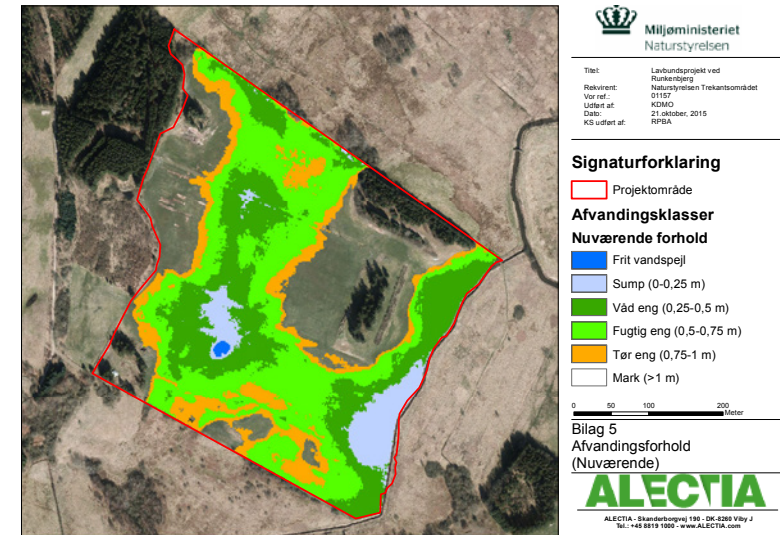 Miljøministeriet
Naturstyrelsen
Titel: Lavbundsprojekt ved
Runkenbjerg
Rekvirent: Naturstyrelsen Trekantsområdet
Vor ref.: 01157
Udført af: KDMO
Dato: 21.oktober, 2015
KS udført af: RPBA
Signaturforklaring
Projektområde
Afvandingsklasser
Nuværende forhold
Frit vandspejl
Sump (0-0,25 m)
Våd eng (0,25-0,5 m)
Fugtig eng (0,5-0,75 m)
Tør eng (0,75-1 m)
Mark (>1 m)
0 50 100 200
Meter
Bilag 5
Afvandingsforhold
(Nuværende)
ALECTIA
ALECTIA - Skanderborgvej 190 - DK-8260 Viby J
Tel.: +45 8819 1000 - www.ALECTIA.com